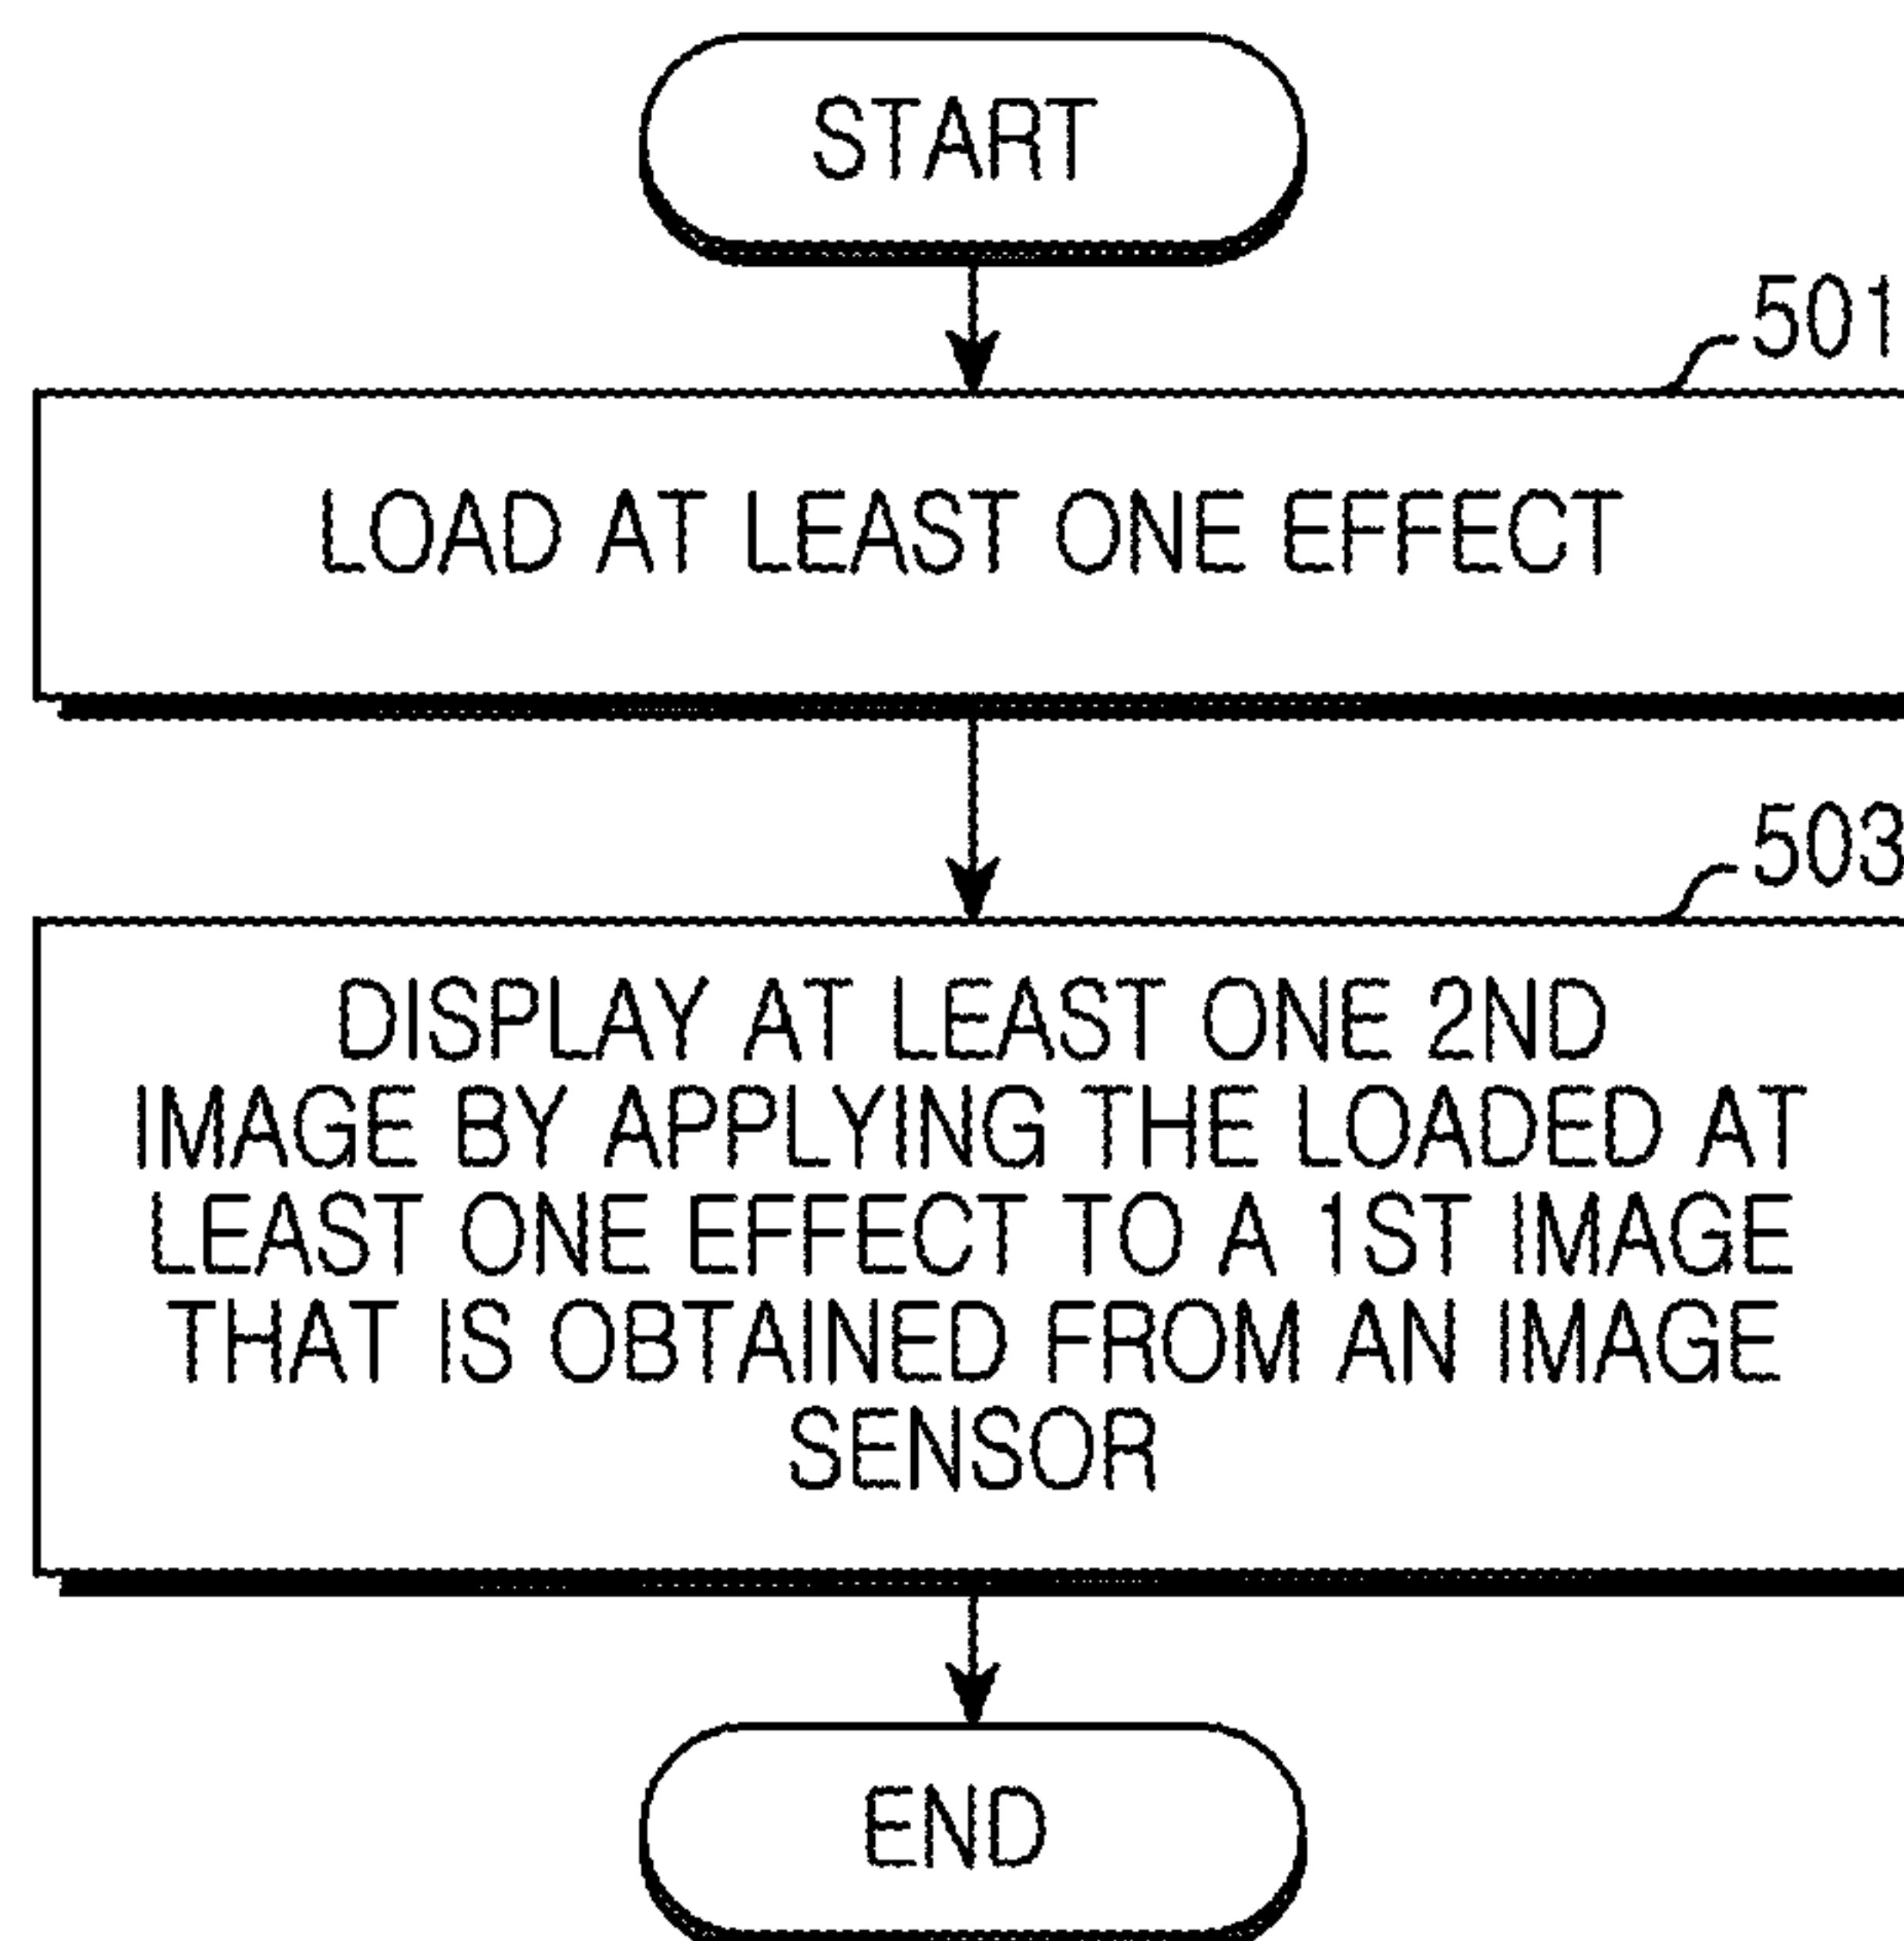 START
501
LOAD AT LEAST ONE EFFECT
503
DISPLAY AT LEAST ONE 2ND
IMAGE BY APPLYING THE LOADED AT
LEAST ONE EFFECT TO A 1ST IMAGE
THAT IS OBTAINED FROM AN IMAGE
SENSOR
END